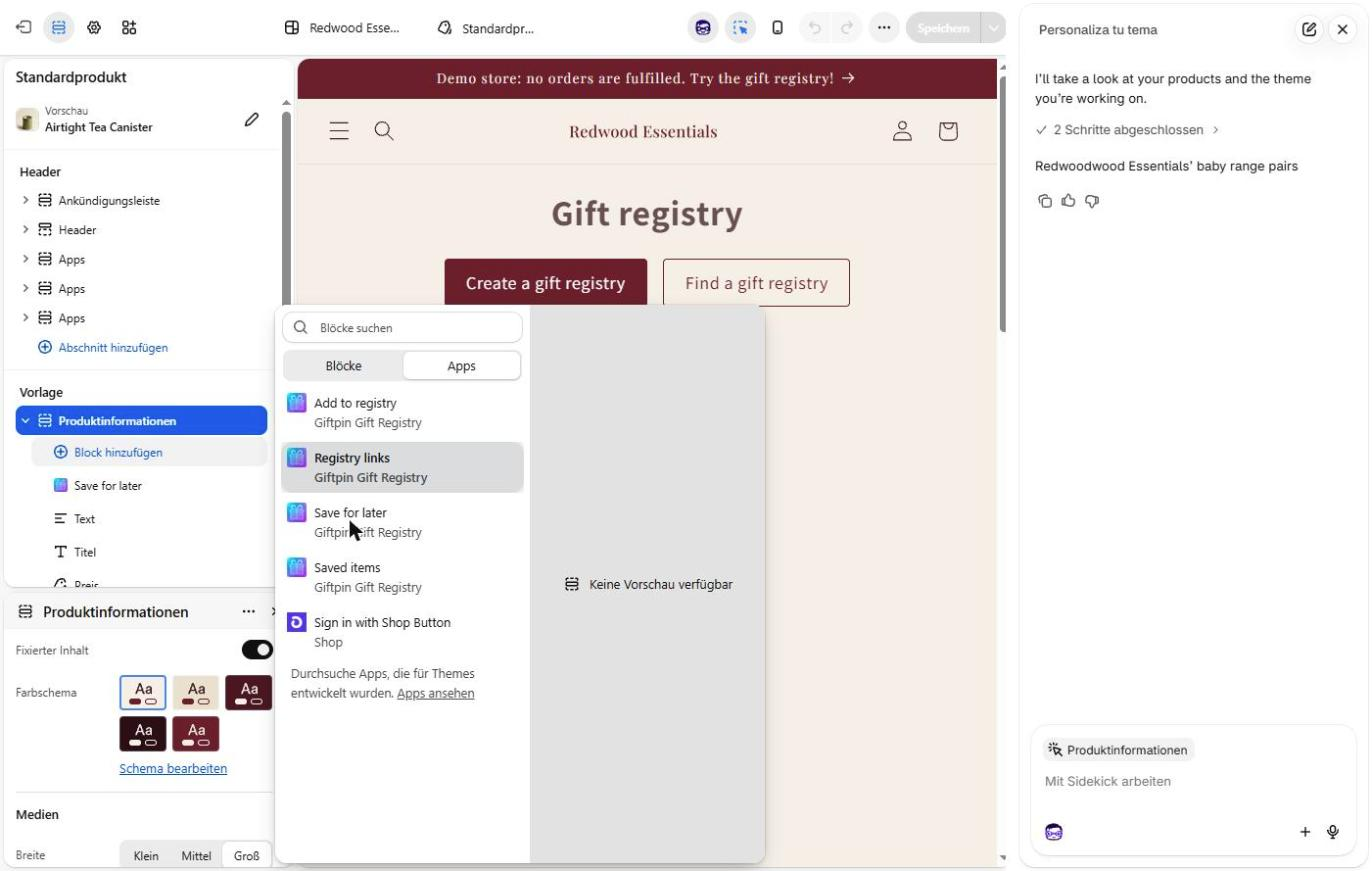 Redwood Esse...
Standardpr...
Speichern
Standardprodukt
Vorschau
Airtight Tea Canister
Header
Ankündigungsleiste
Header
Apps
Apps
Apps
Abschnitt hinzufügen
Vorlage
Produktinformationen
Block hinzufügen
Save for later
Text
Titel
Preis
Produktinformationen
Fixierter Inhalt
Farbschema
Aa
Aa
Aa
Aa
Aa
Schema bearbeiten
Medien
Breite
Klein
Mittel
Groß
Demo store: no orders are fulfilled. Try the gift registry! →
Redwood Essentials
Gift registry
Create a gift registry
Find a gift registry
Blöcke suchen
Blöcke
Apps
Add to registry
Giftpin Gift Registry
Registry links
Giftpin Gift Registry
Save for later
Giftpin Gift Registry
Saved items
Giftpin Gift Registry
Sign in with Shop Button
Shop
Durchsuche Apps, die für Themes
entwickelt wurden. Apps ansehen
Keine Vorschau verfügbar
Personaliza tu tema
I’ll take a look at your products and the theme
you’re working on.
2 Schritte abgeschlossen
Redwoodwood Essentials’ baby range pairs
Produktinformationen
Mit Sidekick arbeiten